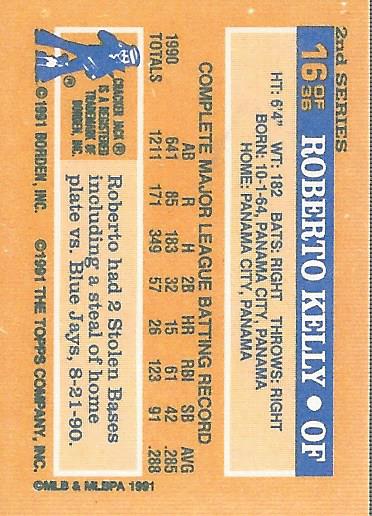 2nd SERIES
16 OF 36 ROBERTO KELLY • OF
HT: 6'4" WT: 182 BATS: RIGHT THROWS: RIGHT
BORN: 10-1-64, PANAMA CITY, PANAMA
HOME: PANAMA CITY, PANAMA
COMPLETE MAJOR LEAGUE BATTING RECORD
AB R H 2B HR RBI SB AVG
1990 641 85 183 32 15 61 42 .285
TOTALS 1211 171 349 57 26 123 91 .288
®
CRACKER JACK®
IS A REGISTERED
TRADEMARK OF
BORDEN, INC.
Roberto had 2 Stolen Bases
including a steal of home
plate vs. Blue Jays, 8-21-90.
©1991 BORDEN, INC. ©1991 THE TOPPS COMPANY, INC.
©MLB & MLBPA 1991